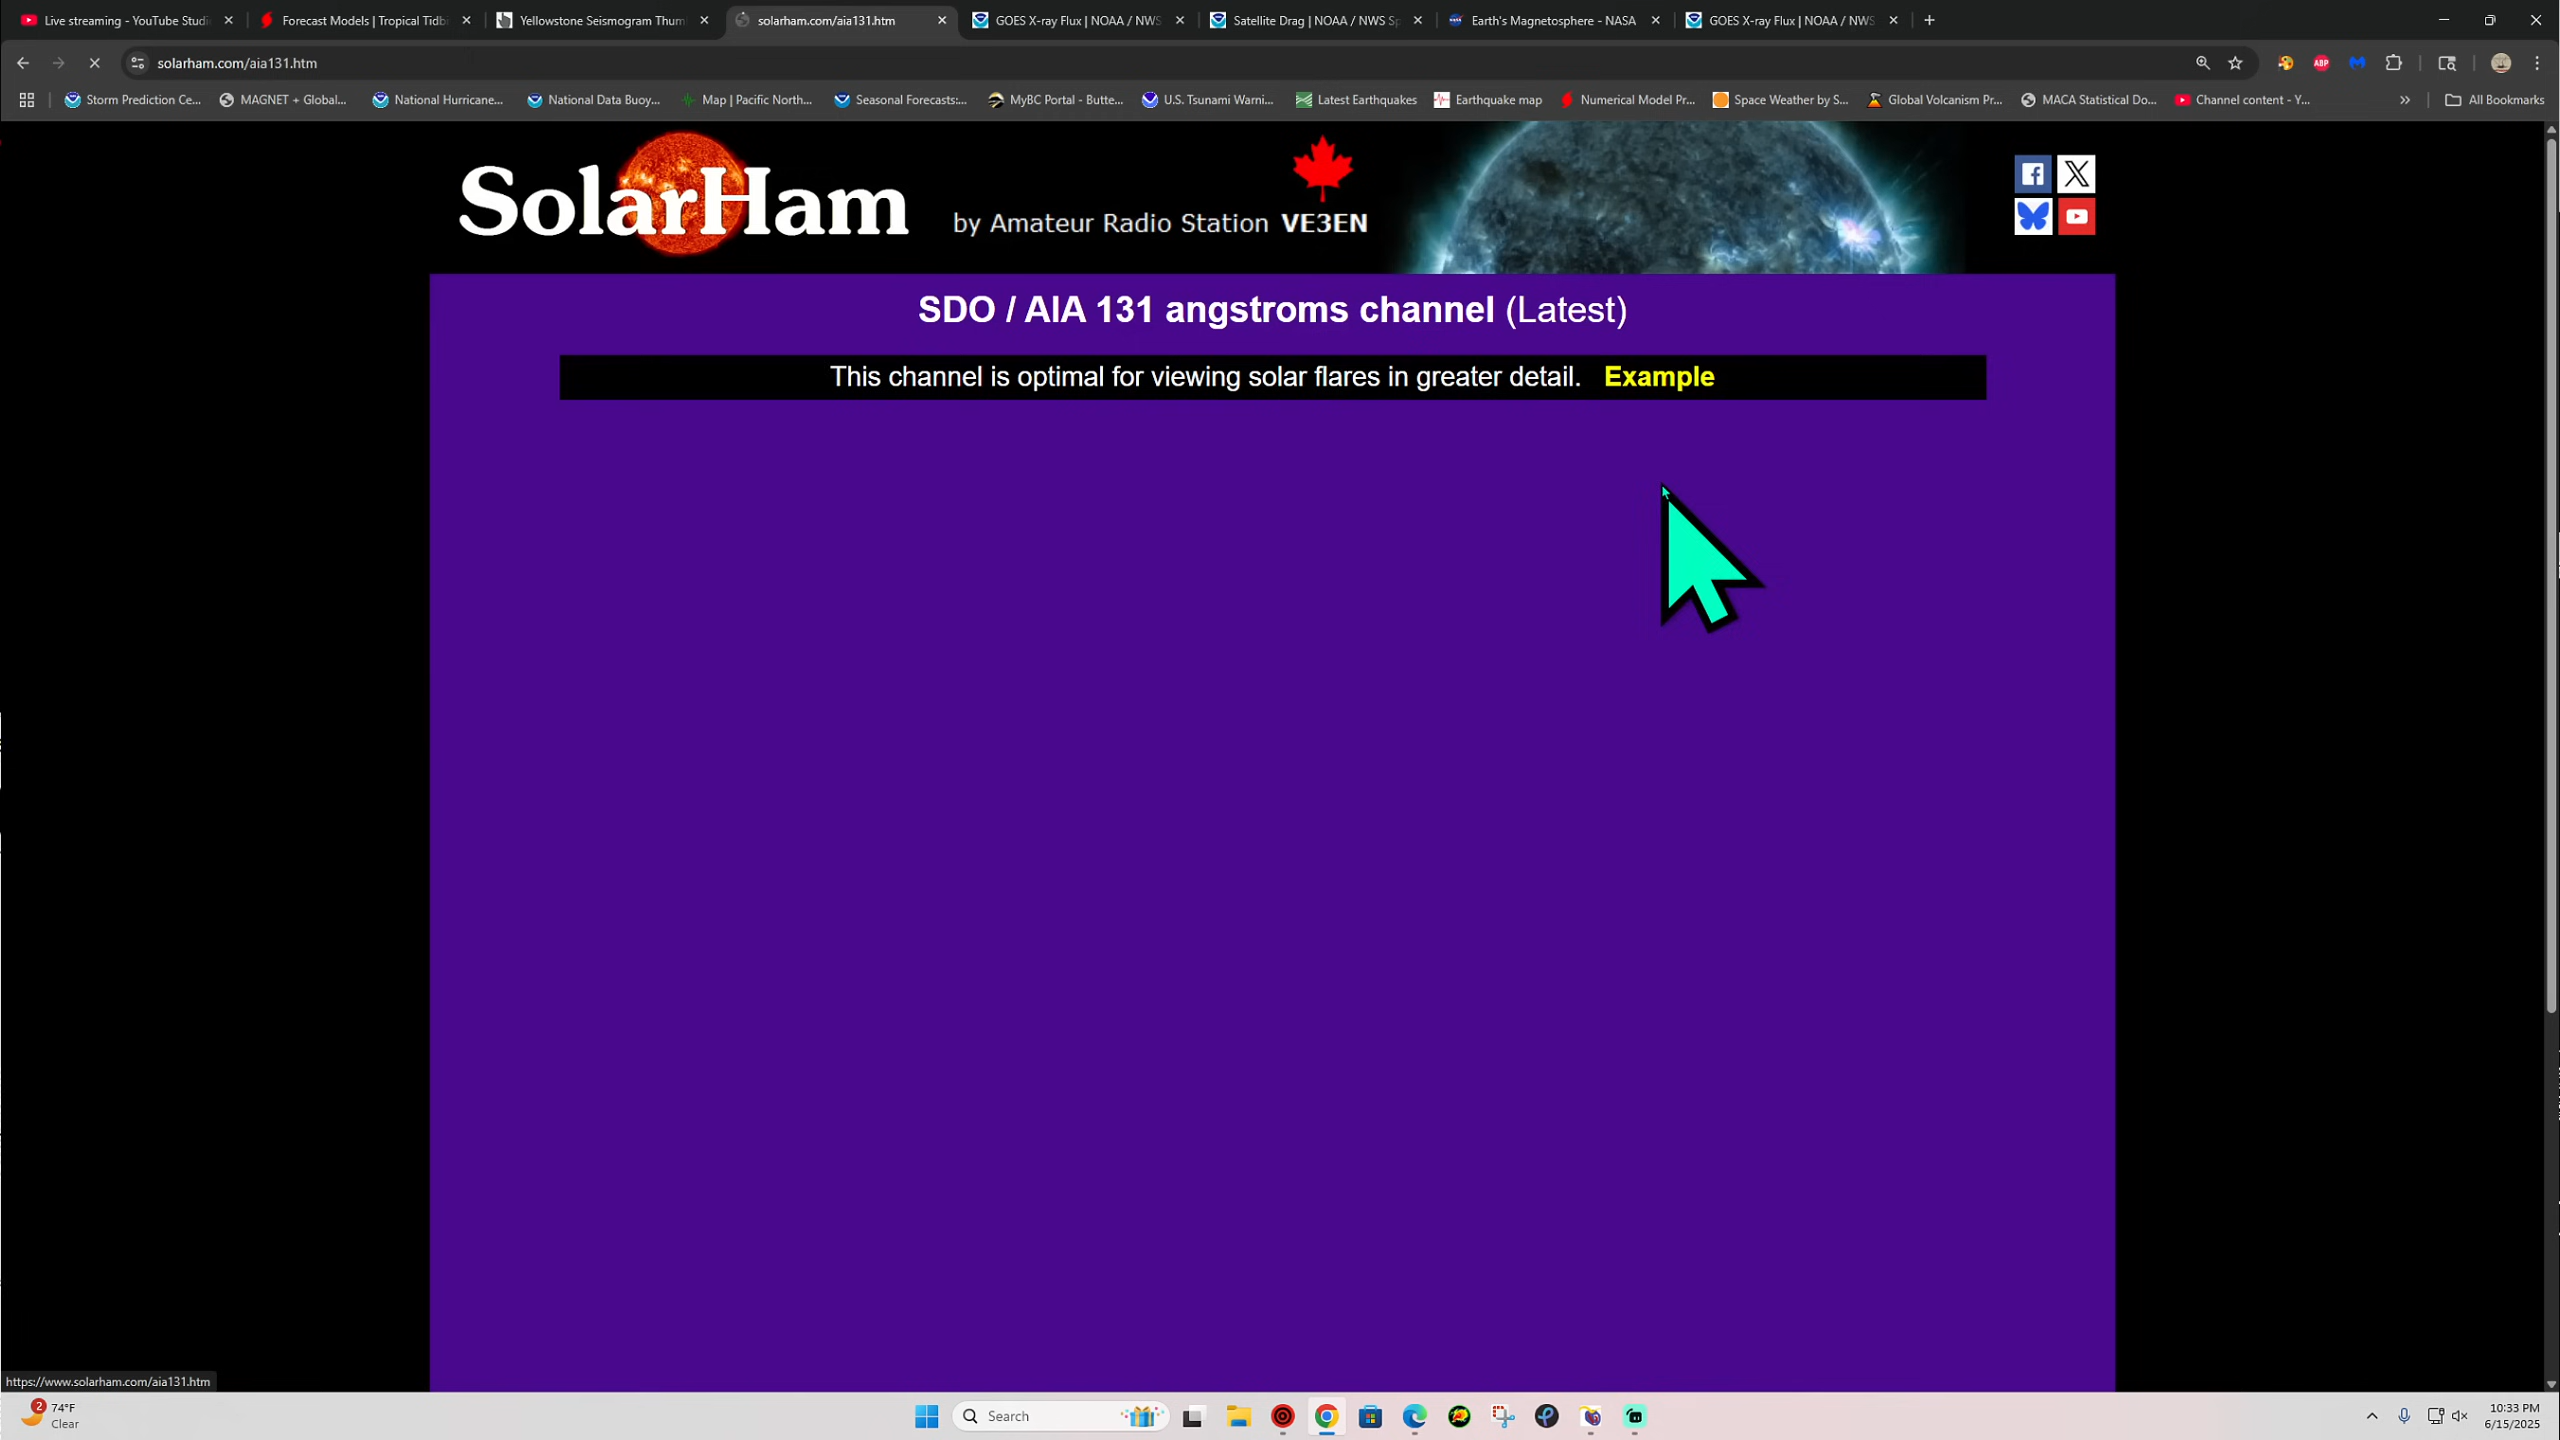 Live streaming - YouTube Studi
Forecast Models | Tropical Tidbi
Yellowstone Seismogram Thum
solarham.com/aia131.htm
GOES X-ray Flux | NOAA / NWS
Satellite Drag | NOAA / NWS Sp
Earth's Magnetosphere - NASA
GOES X-ray Flux | NOAA / NWS
solarham.com/aia131.htm
ABP
Storm Prediction Ce...
MAGNET + Global...
National Hurricane...
National Data Buoy...
Map | Pacific North...
Seasonal Forecasts:...
MyBC Portal - Butte...
U.S. Tsunami Warni...
Latest Earthquakes
Earthquake map
Numerical Model Pr...
Space Weather by S...
Global Volcanism Pr...
MACA Statistical Do...
Channel content - Y...
All Bookmarks
SolarHam
by Amateur Radio Station VE3EN
SDO / AIA 131 angstroms channel (Latest)
This channel is optimal for viewing solar flares in greater detail. Example
https://www.solarham.com/aia131.htm
2
74°F
Clear
Search
10:33 PM
6/15/2025